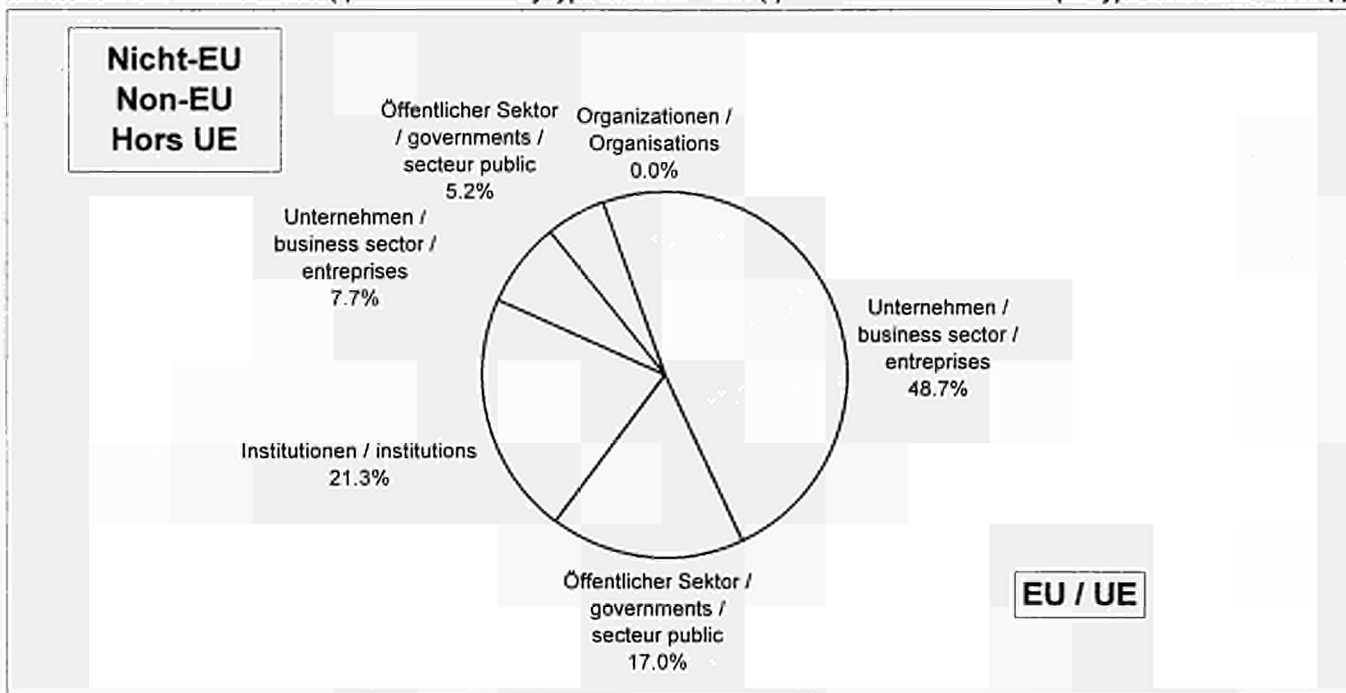 Nicht-EU
Non-EU
Hors UE
Öffentlicher Sektor
/ governments /
secteur public
5.2%
Organizationen /
Organisations
0.0%
Unternehmen /
business sector /
entreprises
7.7%
Unternehmen /
business sector /
entreprises
48.7%
Institutionen / institutions
21.3%
Öffentlicher Sektor /
governments /
secteur public
17.0%
EU / UE